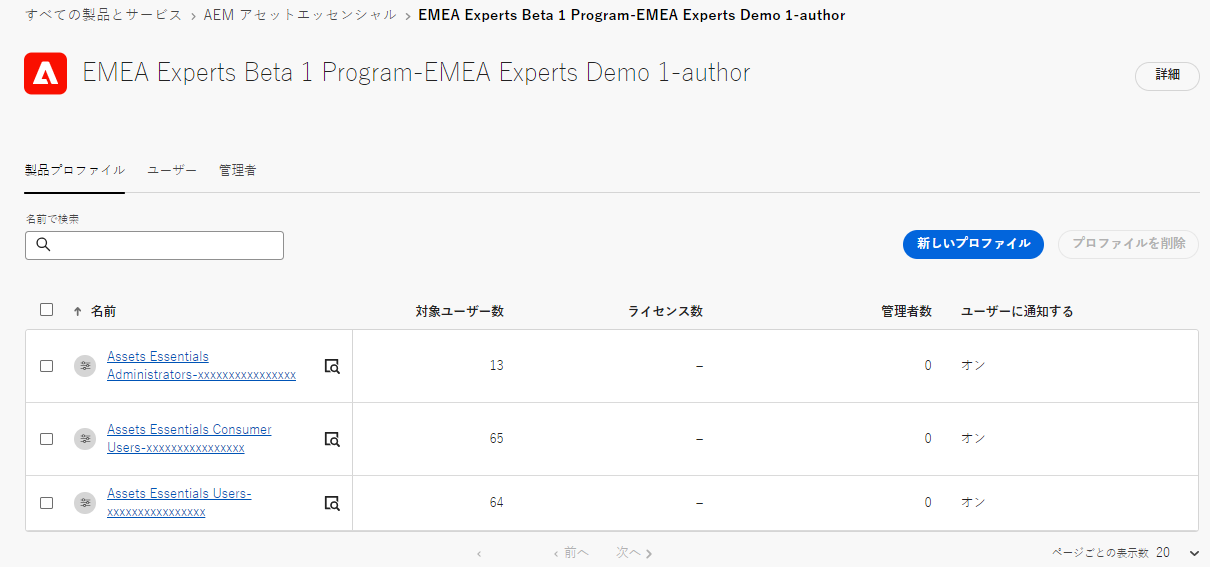 すべての製品とサービス › AEM アセットエッセンシャル › EMEA Experts Beta 1 Program-EMEA Experts Demo 1-author
EMEA Experts Beta 1 Program-EMEA Experts Demo 1-author
詳細
製品プロファイル ユーザー 管理者
名前で検索
新しいプロファイル プロファイルを削除
↑ 名前 対象ユーザー数 ライセンス数 管理者数 ユーザーに通知する
Assets Essentials
Administrators-xxxxxxxxxxxxxxxx 13 – 0 オン
Assets Essentials Consumer
Users-xxxxxxxxxxxxxxxx 65 – 0 オン
Assets Essentials Users-
xxxxxxxxxxxxxxxx 64 – 0 オン
‹ ‹ 前へ 次へ › ページごとの表示数 20